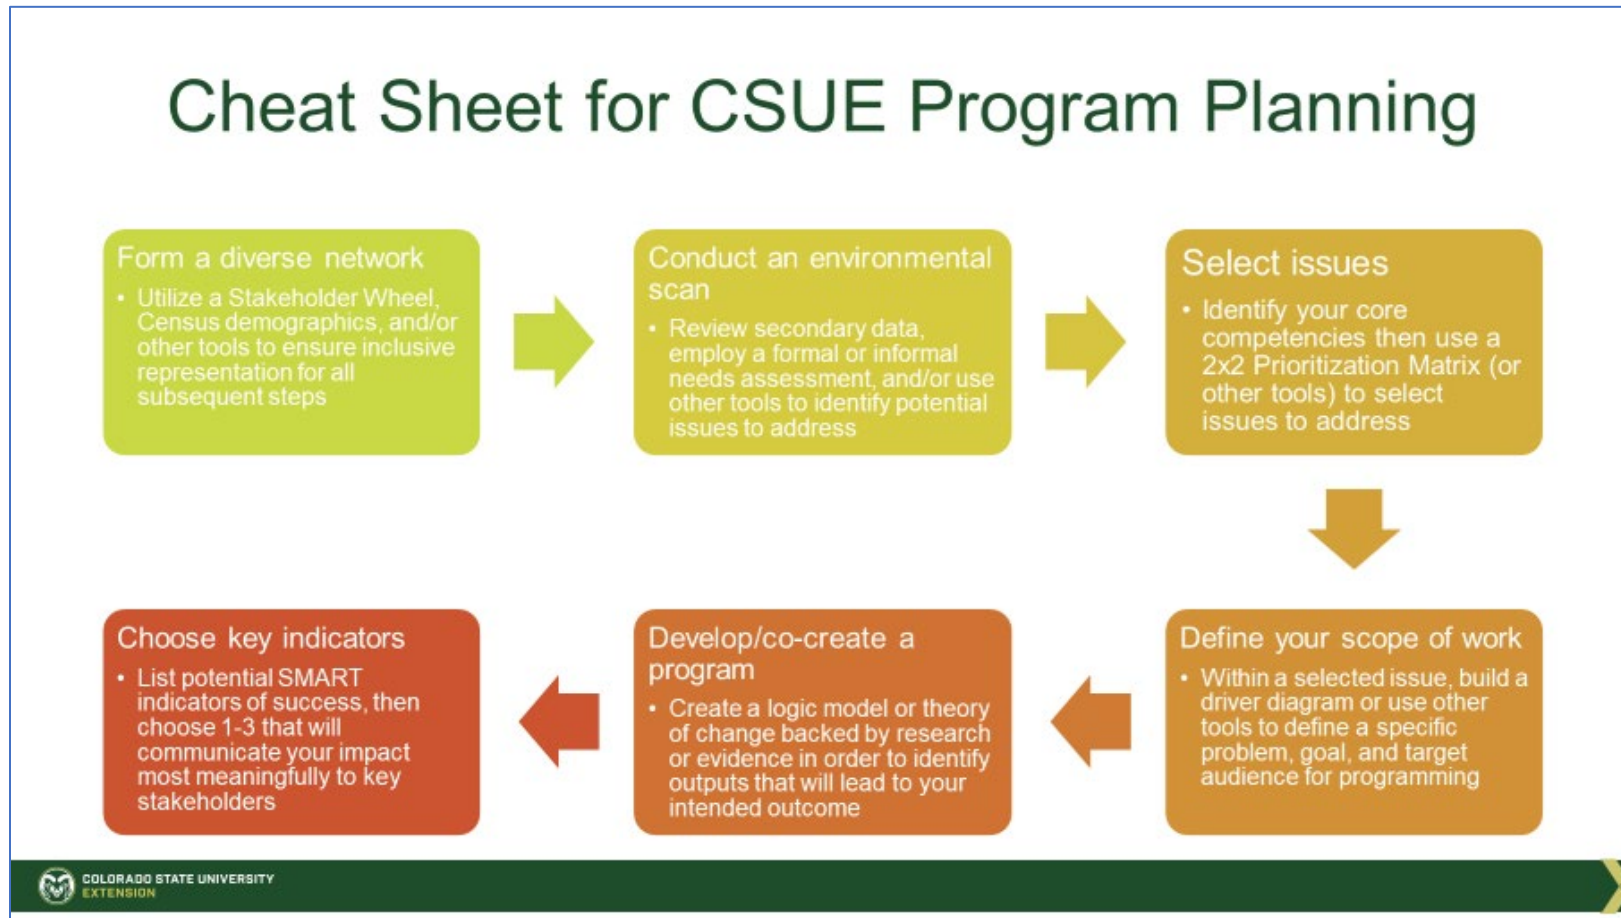 Cheat Sheet for CSUE Program Planning
Form a diverse network
• Utilize a Stakeholder Wheel,
Census demographics, and/or
other tools to ensure inclusive
representation for all
subsequent steps
Conduct an environmental
scan
• Review secondary data,
employ a formal or informal
needs assessment, and/or use
other tools to identify potential
issues to address
Select issues
• Identify your core
competencies then use a
2x2 Prioritization Matrix (or
other tools) to select
issues to address
Define your scope of work
• Within a selected issue, build a
driver diagram or use other
tools to define a specific
problem, goal, and target
audience for programming
Develop/co-create a
program
• Create a logic model or theory
of change backed by research
or evidence in order to identify
outputs that will lead to your
intended outcome
Choose key indicators
• List potential SMART
indicators of success, then
choose 1-3 that will
communicate your impact
most meaningfully to key
stakeholders
COLORADO STATE UNIVERSITY
EXTENSION